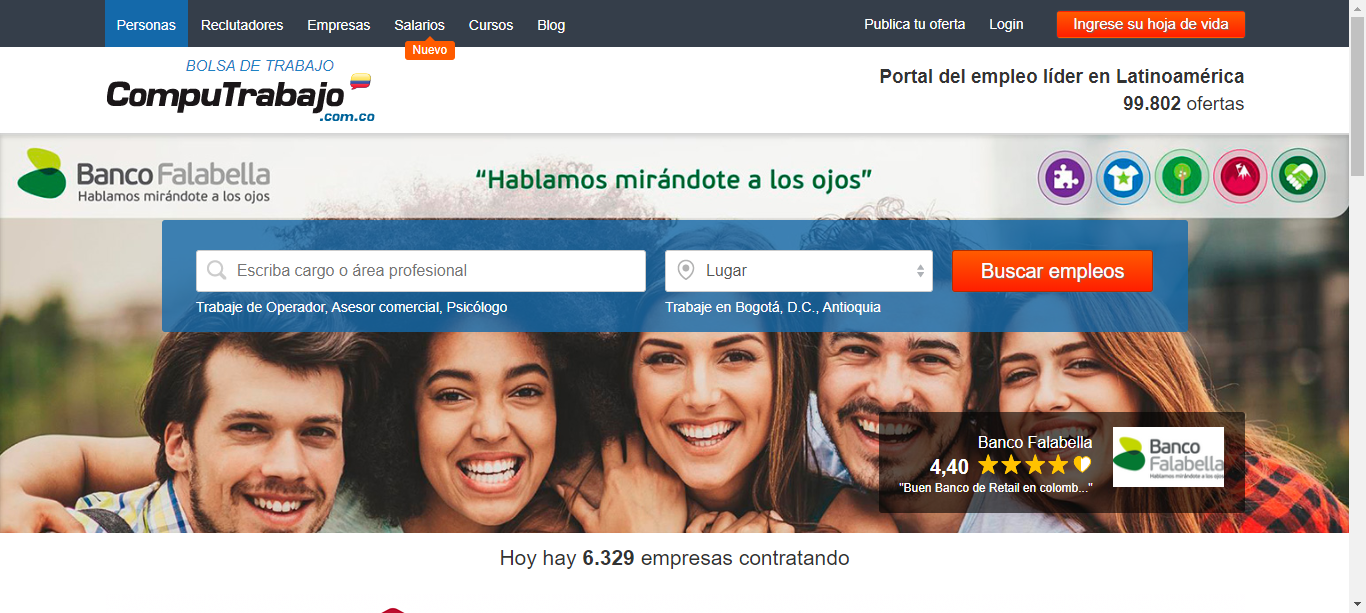 Personas Reclutadores Empresas Salarios Cursos Blog Publica tu oferta Login Ingrese su hoja de vida
Nuevo
BOLSA DE TRABAJO
CompuTrabajo
.com.co
Portal del empleo líder en Latinoamérica
99.802 ofertas
Banco Falabella
Hablamos mirándote a los ojos
“Hablamos mirándote a los ojos”
Escriba cargo o área profesional
Lugar
Buscar empleos
Trabaje de Operador, Asesor comercial, Psicólogo
Trabaje en Bogotá, D.C., Antioquia
Banco Falabella
4,40
"Buen Banco de Retail en colomb..."
Banco
Falabella
Hablamos mirándote a los ojos
Hoy hay 6.329 empresas contratando